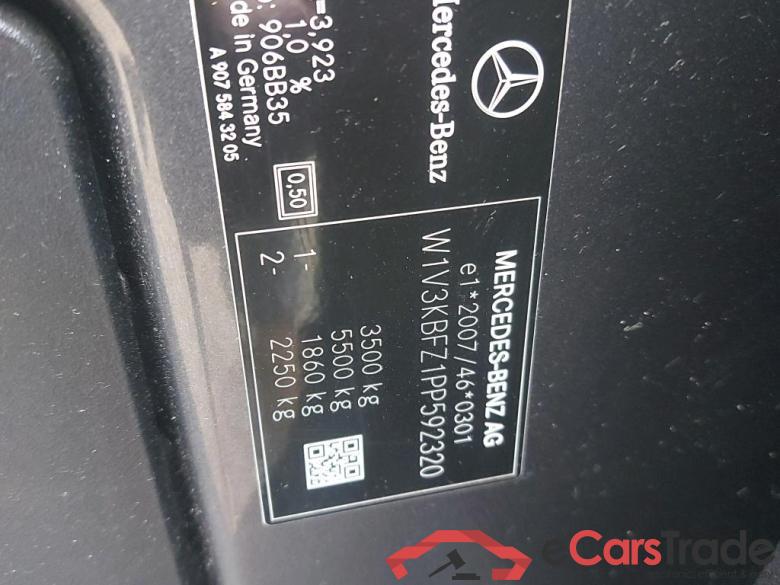 Mercedes-Benz
=3,923
1,0 %
906BB35
de in Germany
A 907 584 32 05
0,50
MERCEDES-BENZ AG
e1*2007/46*0301
W1V3KBFZ1PP592320
3500 kg
5500 kg
1- 1860 kg
2- 2250 kg
eCarsTrade